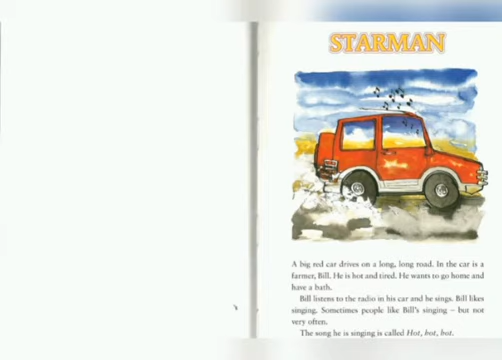 STARMAN
A big red car drives on a long, long road. In the car is a
farmer, Bill. He is hot and tired. He wants to go home and
have a bath.
Bill listens to the radio in his car and he sings. Bill likes
singing. Sometimes people like Bill's singing – but not
very often.
The song he is singing is called Hot, hot, hot.